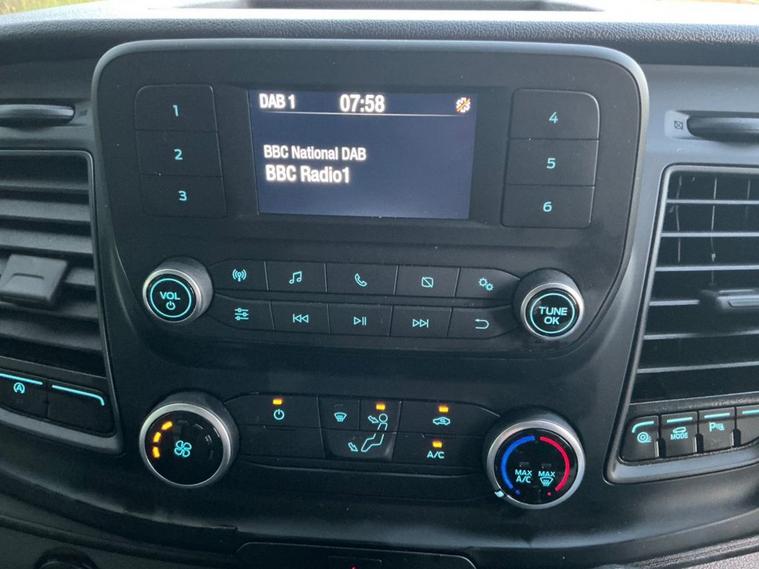 DAB 1 07:58
BBC National DAB
BBC Radio1
1
2
3
4
5
6
VOL
TUNE
OK
A/C
MAX
A/C
MAX
A
MODE
P